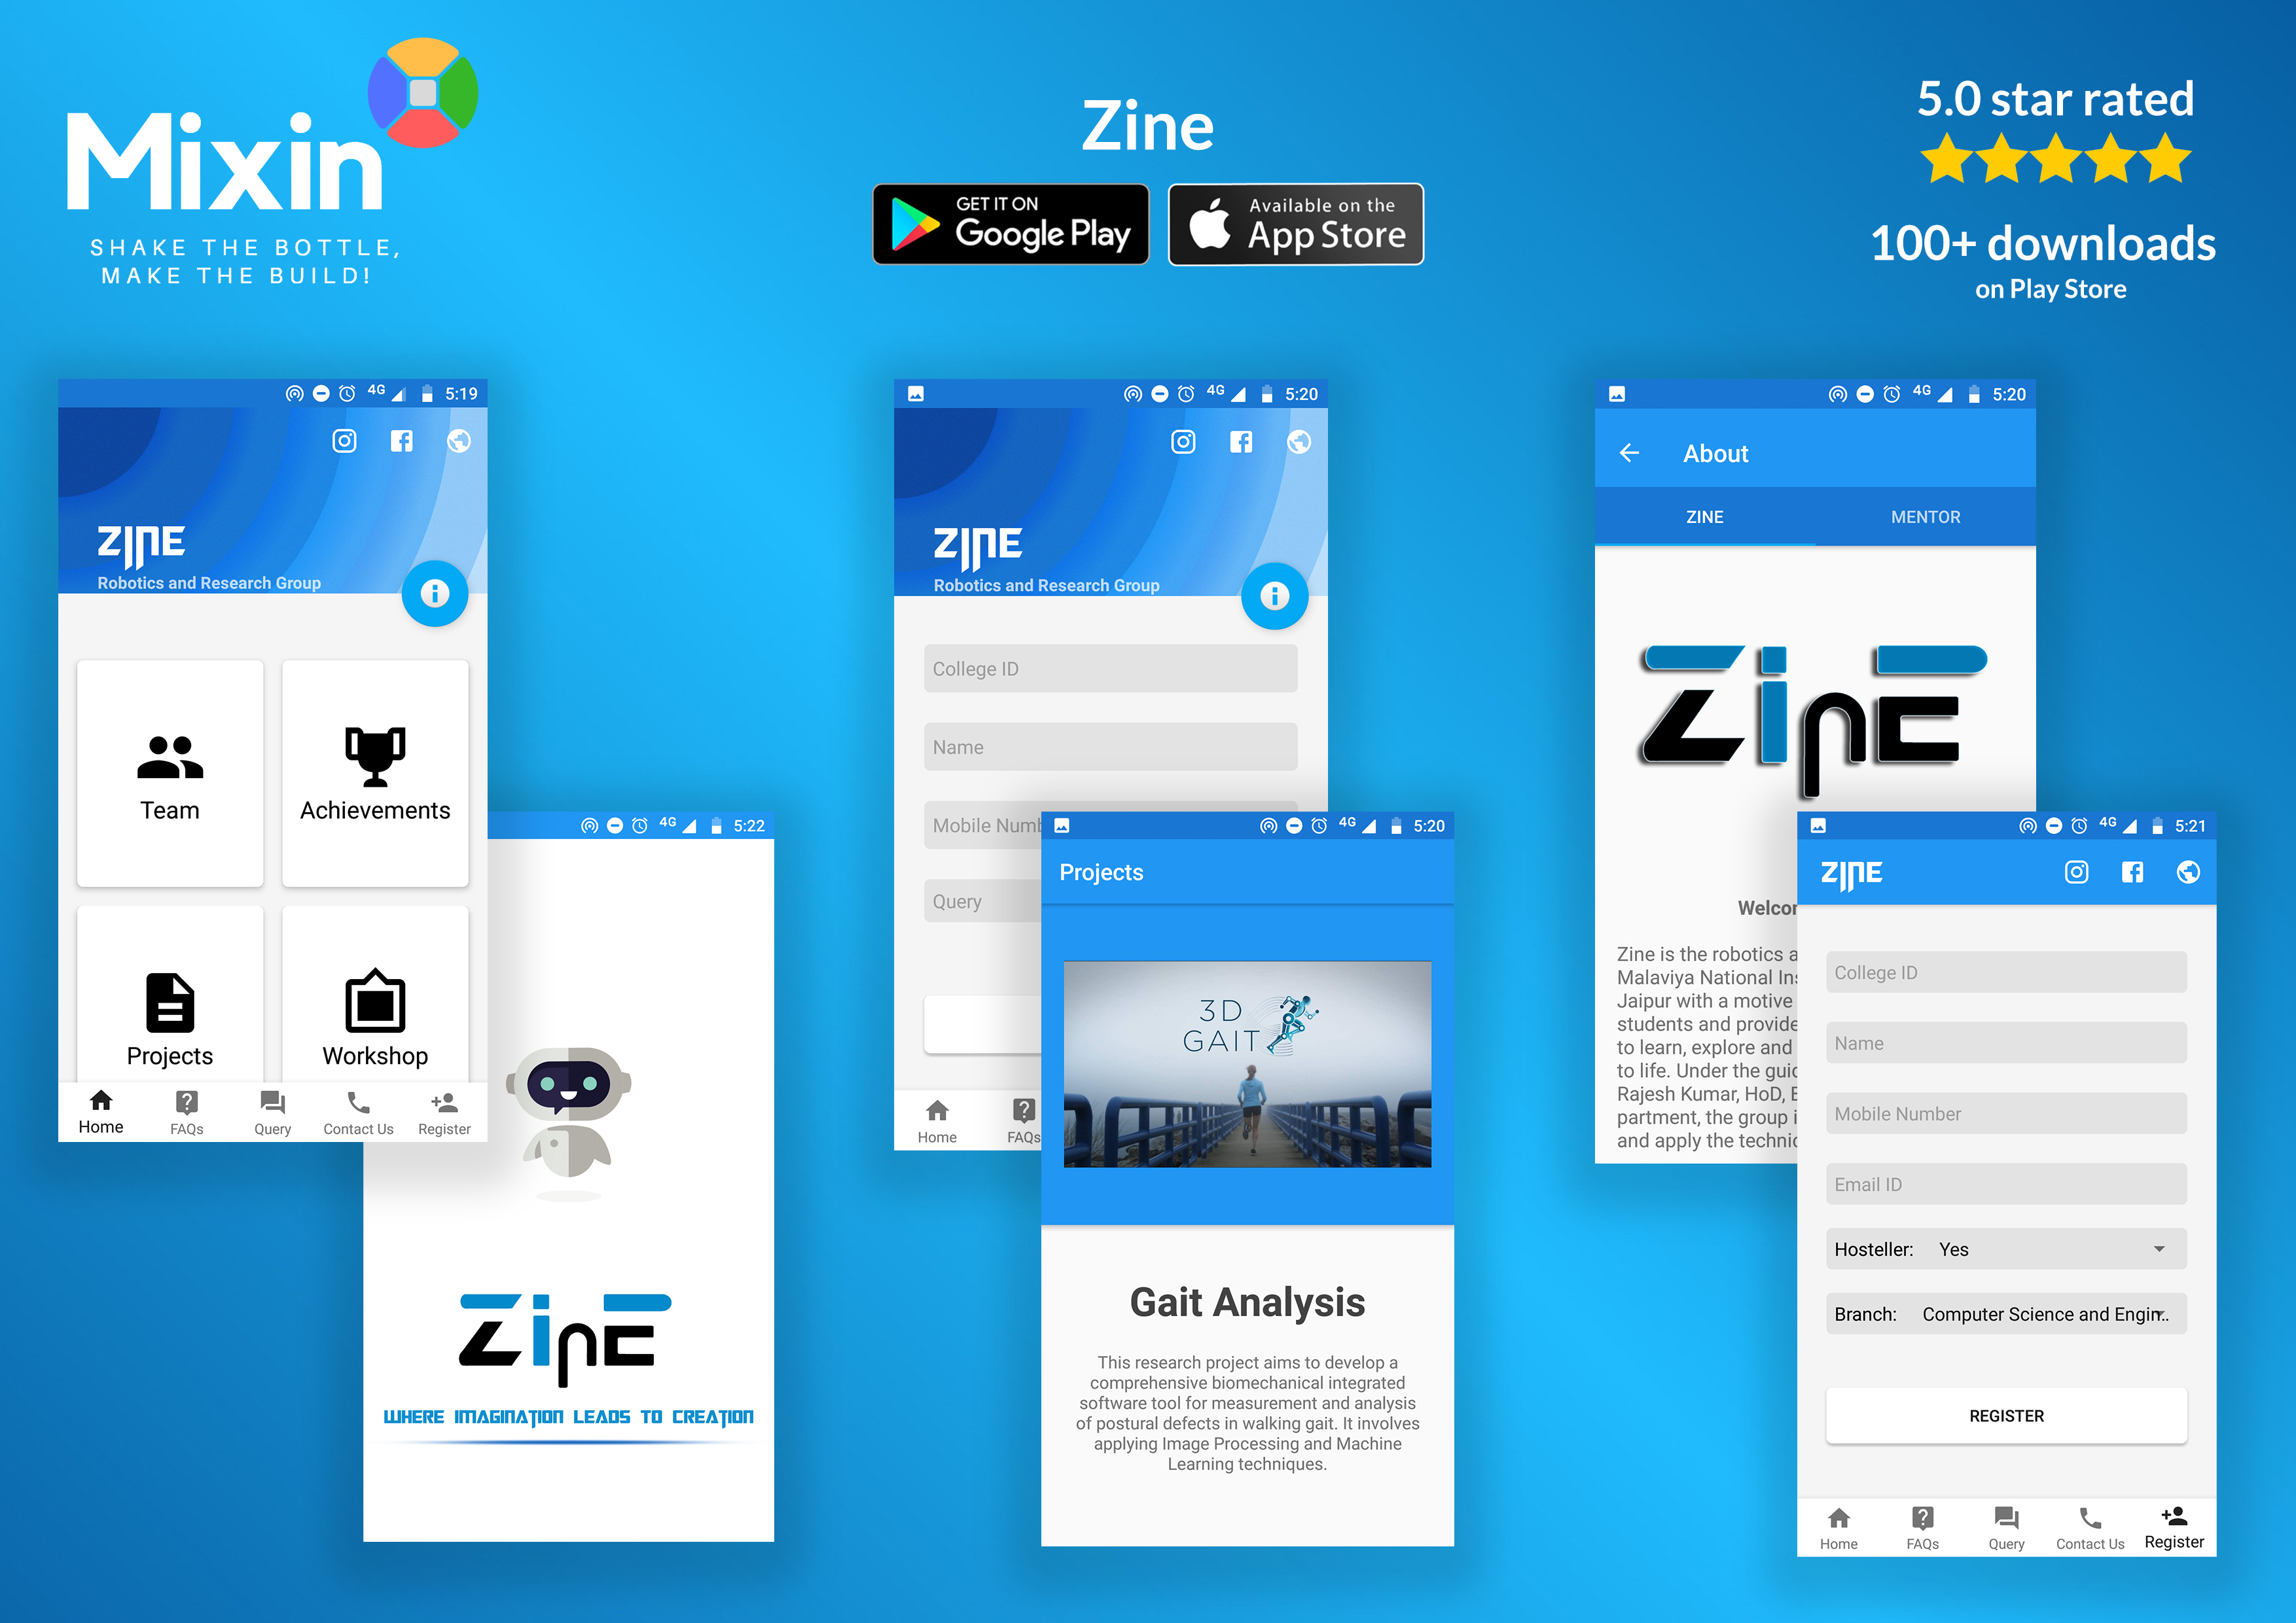 Mixin
SHAKE THE BOTTLE,
MAKE THE BUILD!
Zine
GET IT ON
Google Play
Available on the
App Store
5.0 star rated
100+ downloads
on Play Store
4G 5:19
ZINE
Robotics and Research Group
Team
Achievements
Projects
Workshop
Home
FAQs
Query
Contact Us
Register
4G 5:22
ZinE
WHERE IMAGINATION LEADS TO CREATION
4G 5:20
ZINE
Robotics and Research Group
College ID
Name
Mobile Numb
Query
Home
FAQs
4G 5:20
Projects
3D
GAIT
Gait Analysis
This research project aims to develop a
comprehensive biomechanical integrated
software tool for measurement and analysis
of postural defects in walking gait. It involves
applying Image Processing and Machine
Learning techniques.
4G 5:20
About
ZINE
MENTOR
ZinE
Welcor
Zine is the robotics a
Malaviya National Ins
Jaipur with a motive
students and provide
to learn, explore and
to life. Under the guid
Rajesh Kumar, HoD, E
partment, the group i
and apply the technic
4G 5:21
ZINE
College ID
Name
Mobile Number
Email ID
Hosteller: Yes
Branch: Computer Science and Engin..
REGISTER
Home
FAQs
Query
Contact Us
Register